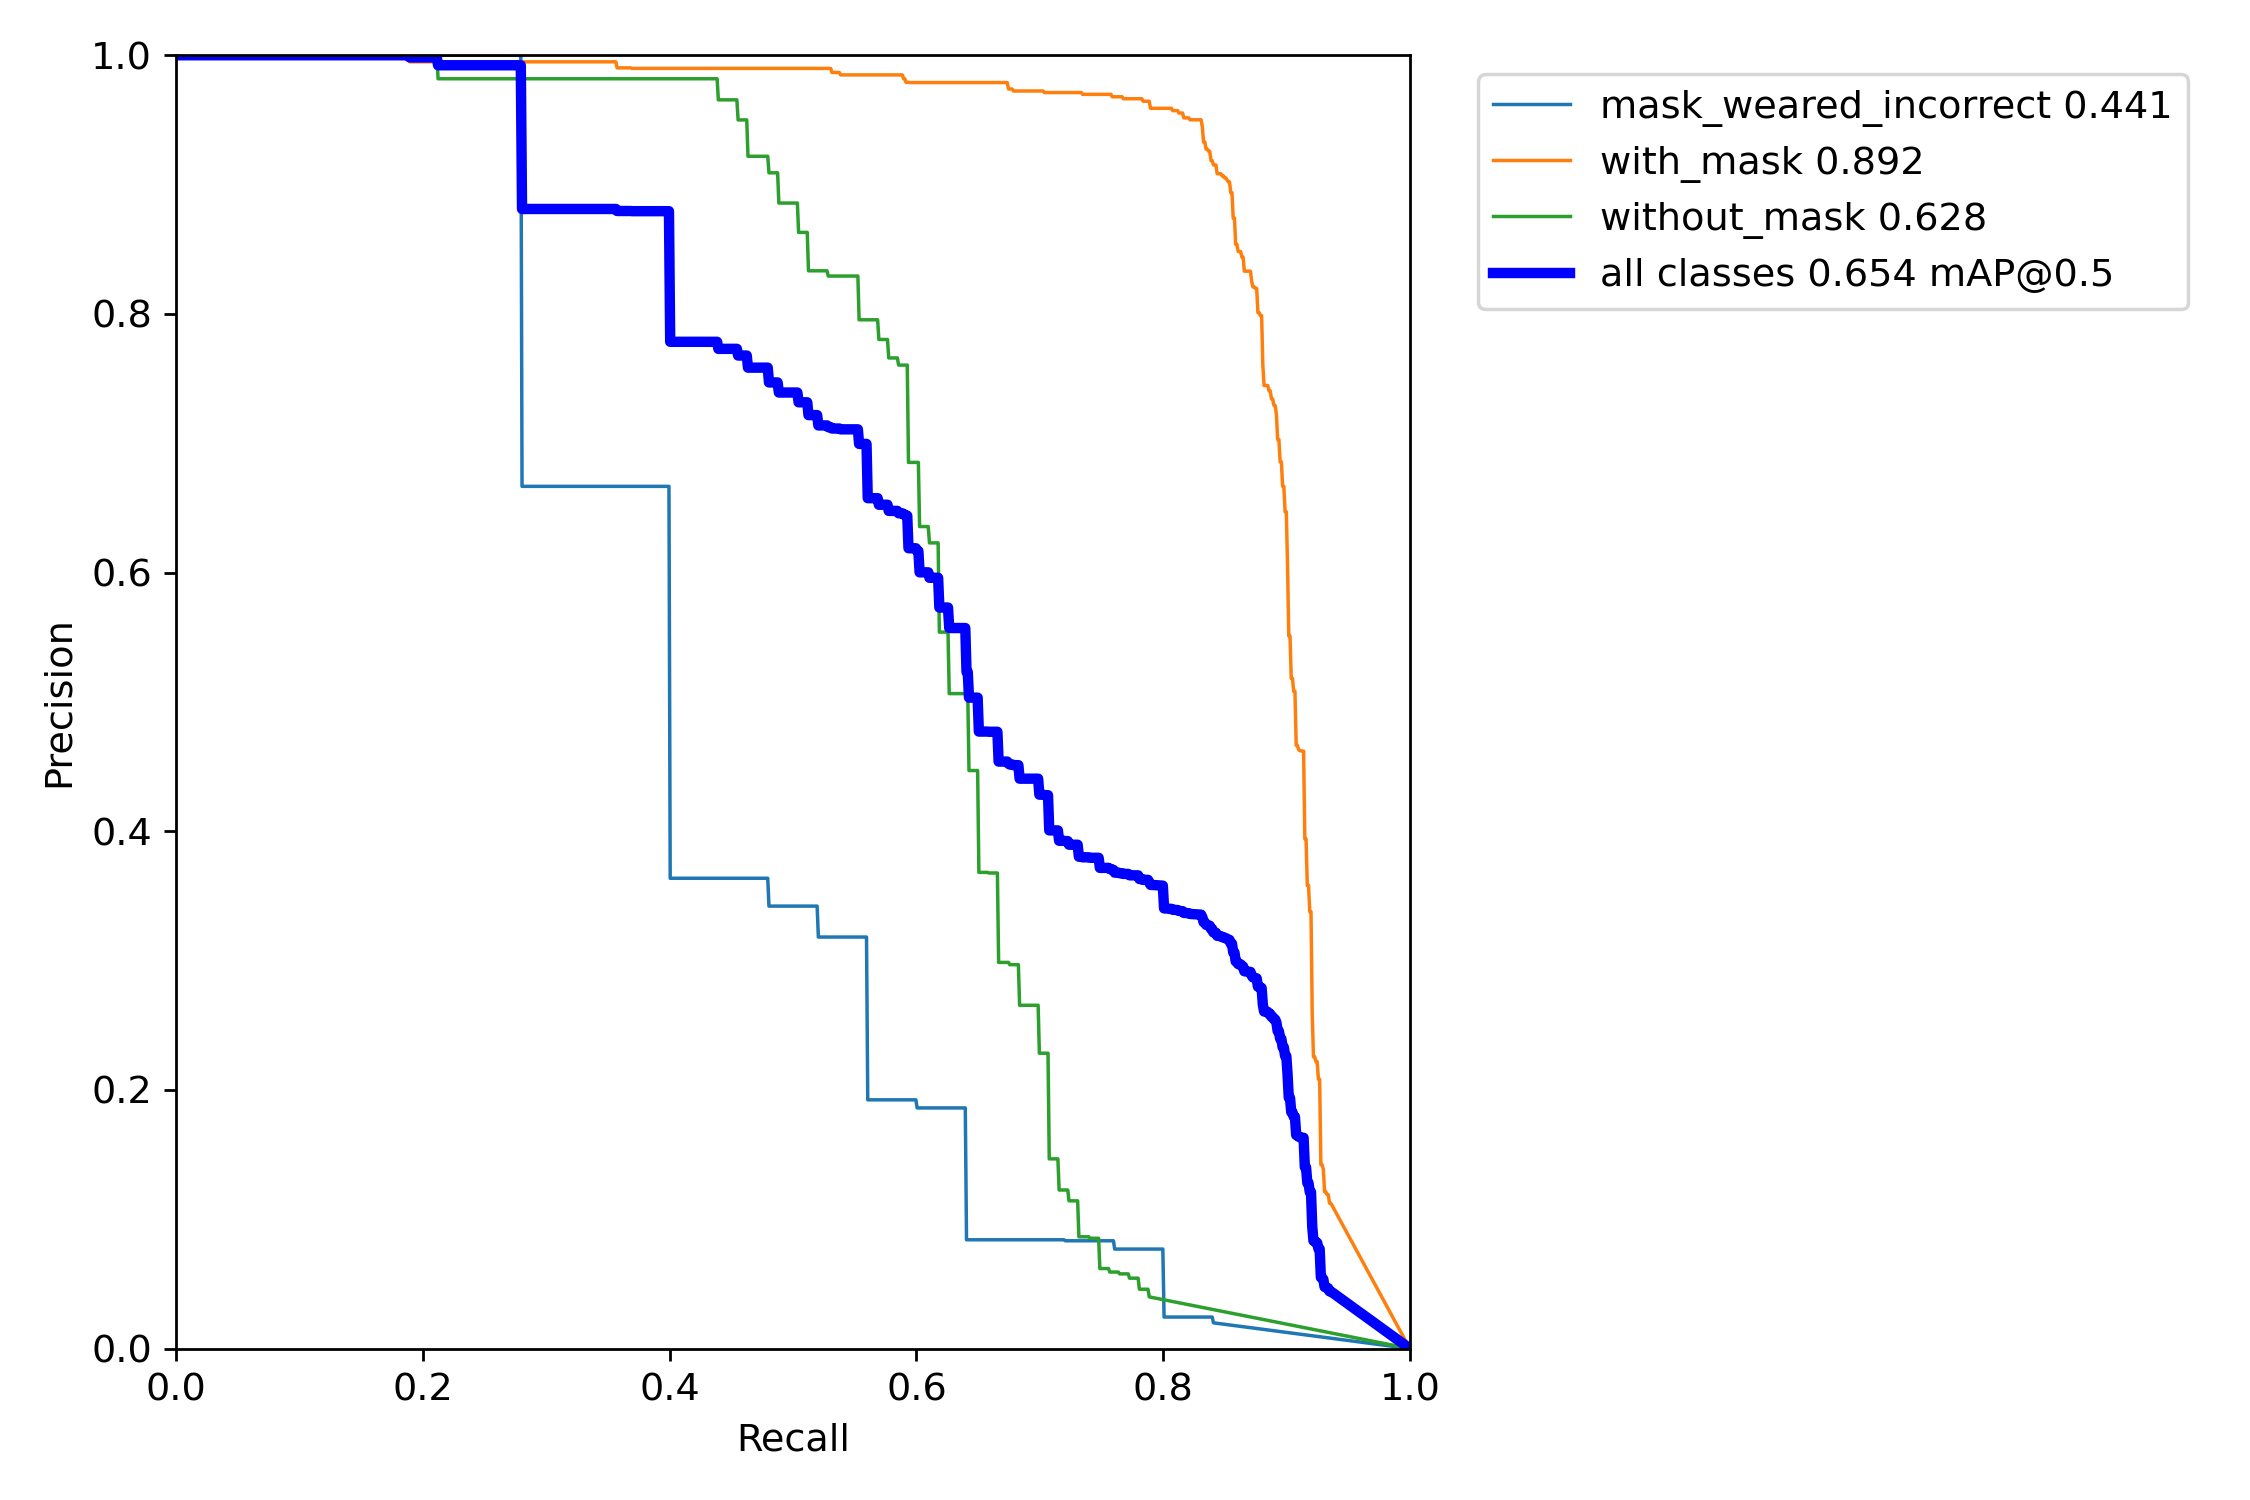 1.0
0.8
0.6
0.4
0.2
0.0
Precision
0.0 0.2 0.4 0.6 0.8 1.0
Recall
mask_weared_incorrect 0.441
with_mask 0.892
without_mask 0.628
all classes 0.654 mAP@0.5